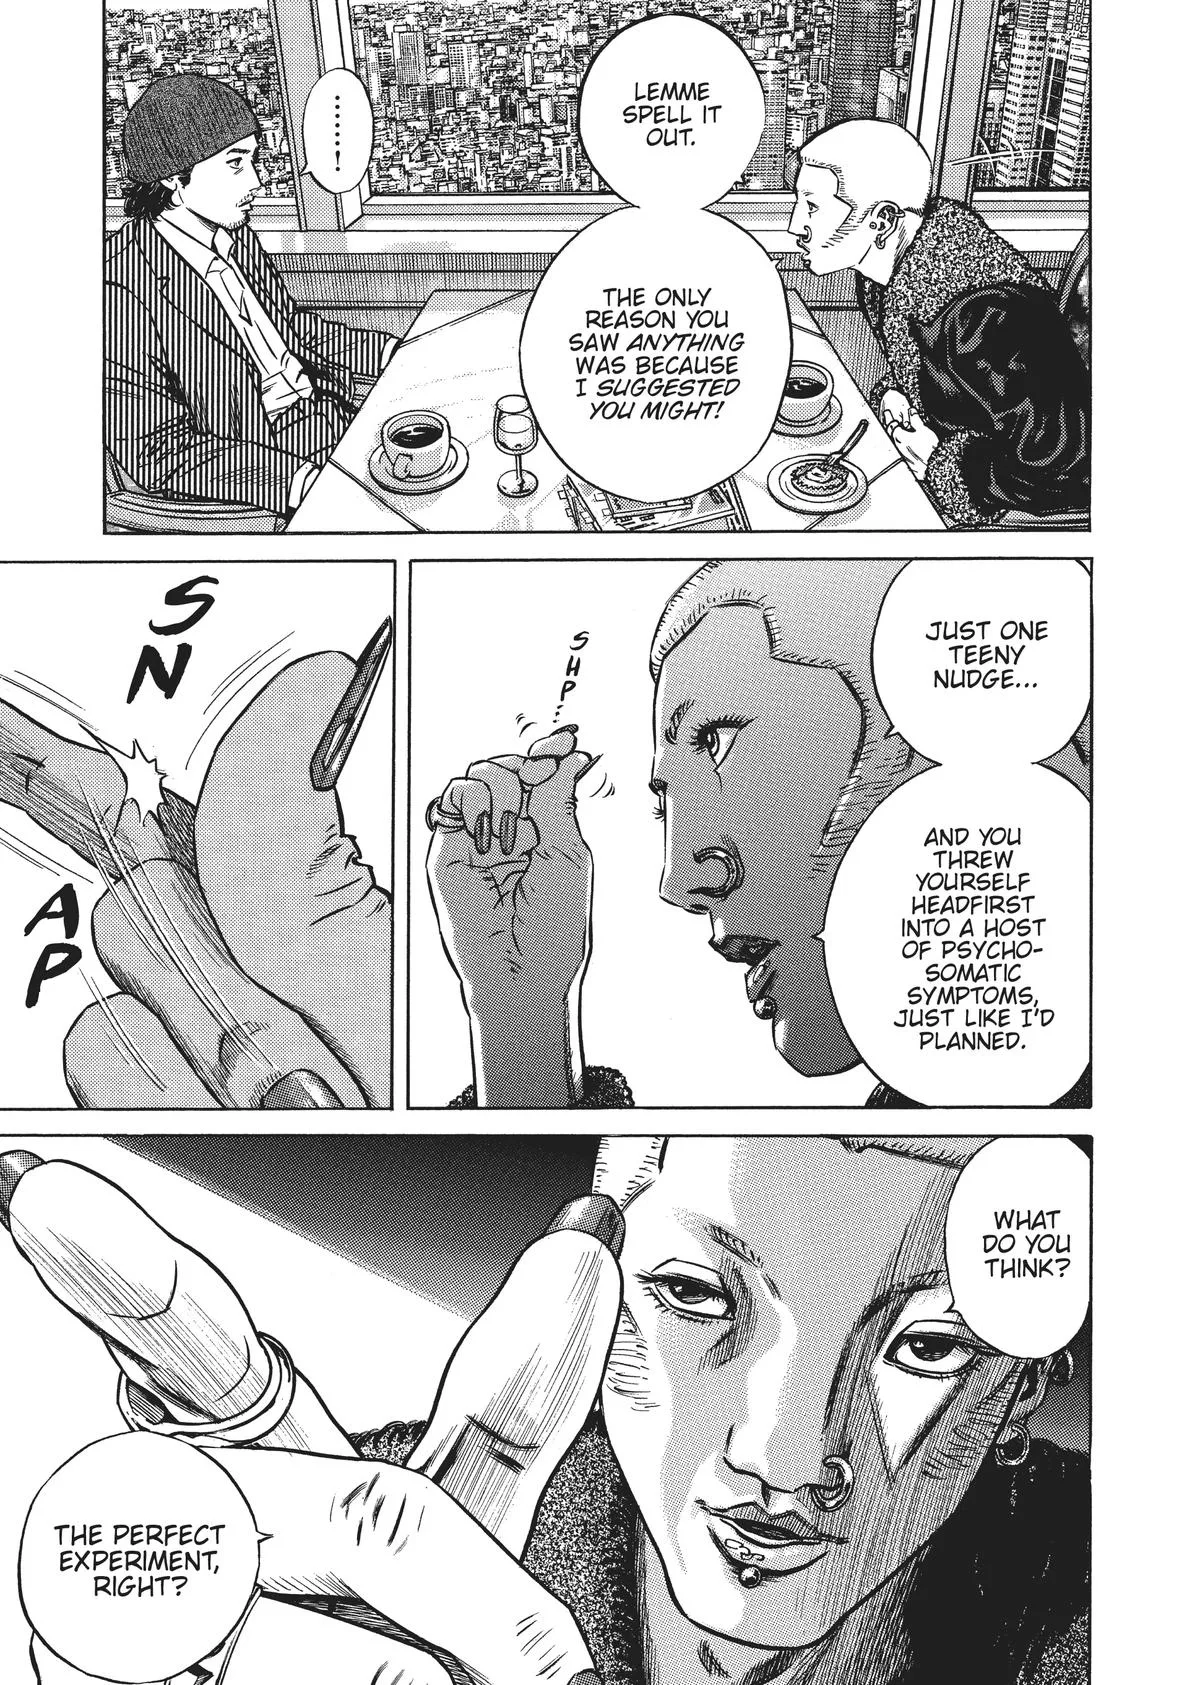 LEMME
SPELL IT
OUT.
THE ONLY
REASON YOU
SAW ANYTHING
WAS BECAUSE
I SUGGESTED
YOU MIGHT!
........!
JUST ONE
TEENY
NUDGE...
AND YOU
THREW
YOURSELF
HEADFIRST
INTO A HOST
OF PSYCHO-
SOMATIC
SYMPTOMS,
JUST LIKE I'D
PLANNED.
SHP...
SN
AP
WHAT
DO YOU
THINK?
THE PERFECT
EXPERIMENT,
RIGHT?